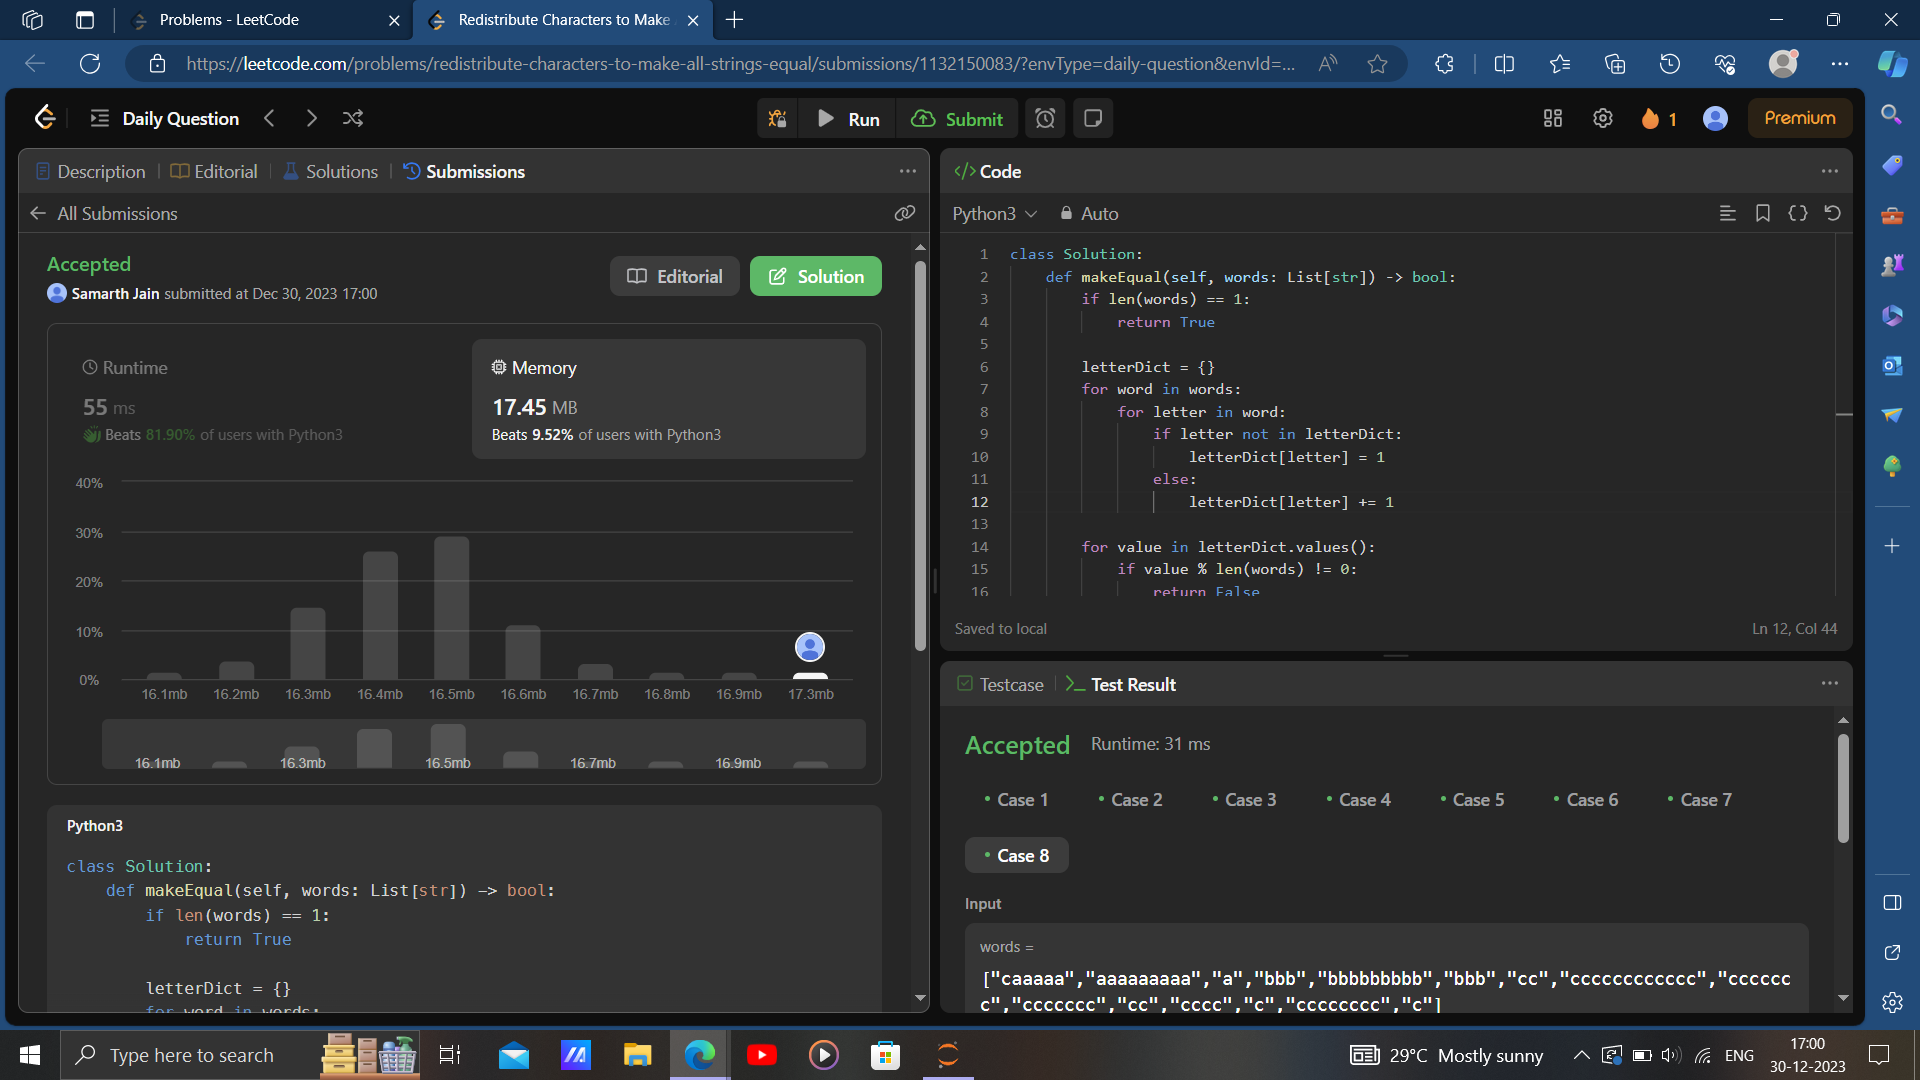 Problems - LeetCode
Redistribute Characters to Make
https://leetcode.com/problems/redistribute-characters-to-make-all-strings-equal/submissions/1132150083/?envType=daily-question&envId=...
Daily Question
Run
Submit
1
Premium
Description
Editorial
Solutions
Submissions
All Submissions
Accepted
Samarth Jain submitted at Dec 30, 2023 17:00
Editorial
Solution
Runtime
55 ms
Beats 81.90% of users with Python3
Memory
17.45 MB
Beats 9.52% of users with Python3
40%
30%
20%
10%
0%
16.1mb 16.2mb 16.3mb 16.4mb 16.5mb 16.6mb 16.7mb 16.8mb 16.9mb 17.3mb
16.1mb 16.3mb 16.5mb 16.7mb 16.9mb
Python3
class Solution:
    def makeEqual(self, words: List[str]) -> bool:
        if len(words) == 1:
            return True
        letterDict = {}
        for word in words:
</> Code
Python3
Auto
1 class Solution:
2     def makeEqual(self, words: List[str]) -> bool:
3         if len(words) == 1:
4             return True
5
6         letterDict = {}
7         for word in words:
8             for letter in word:
9                 if letter not in letterDict:
10                     letterDict[letter] = 1
11                 else:
12                     letterDict[letter] += 1
13
14         for value in letterDict.values():
15             if value % len(words) != 0:
16                 return False
Saved to local
Ln 12, Col 44
Testcase
Test Result
Accepted
Runtime: 31 ms
Case 1
Case 2
Case 3
Case 4
Case 5
Case 6
Case 7
Case 8
Input
words =
["caaaaa","aaaaaaaaa","a","bbb","bbbbbbbbb","bbb","cc","cccccccccccc","cccccc
c","ccccccc","cc","cccc","c","cccccccc","c"]
Type here to search
29°C Mostly sunny
ENG
17:00
30-12-2023